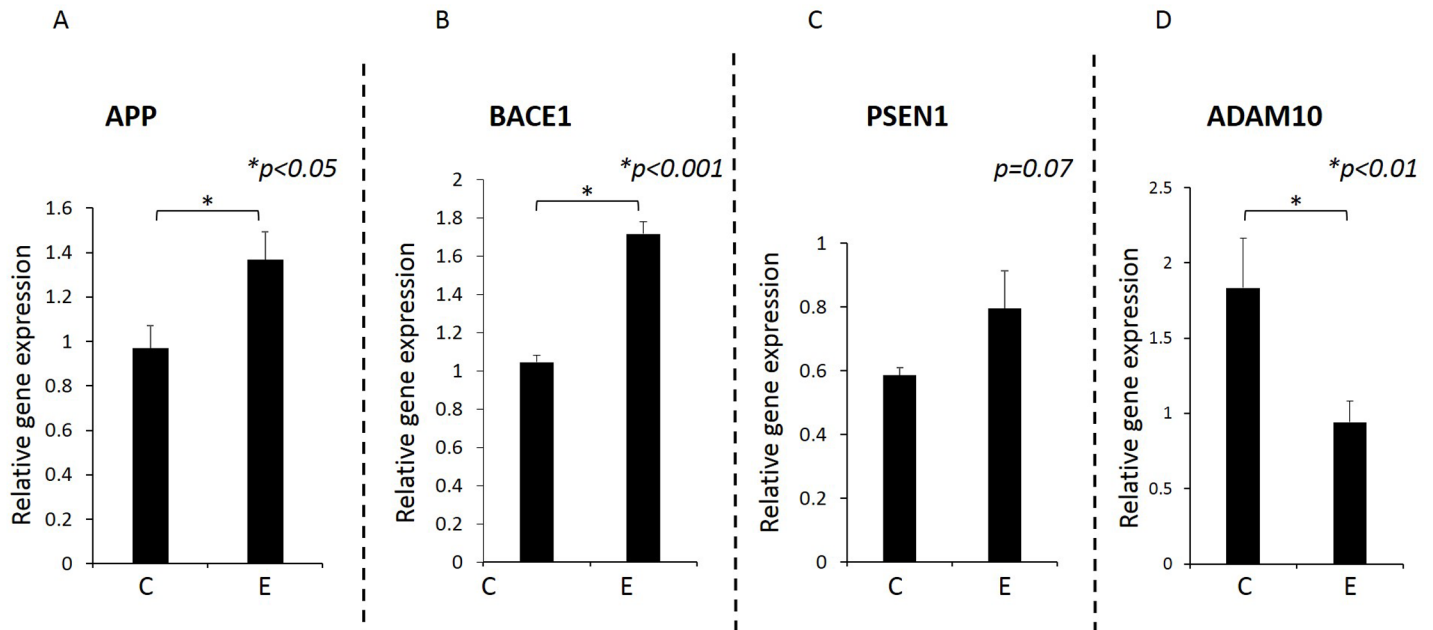 A
APP
*p<0.05
*
Relative gene expression
1.6
1.4
1.2
1
0.8
0.6
0.4
0.2
0
C
E
B
BACE1
*p<0.001
*
Relative gene expression
2
1.8
1.6
1.4
1.2
1
0.8
0.6
0.4
0.2
0
C
E
C
PSEN1
p=0.07
Relative gene expression
1
0.8
0.6
0.4
0.2
0
C
E
D
ADAM10
*p<0.01
*
Relative gene expression
2.5
2
1.5
1
0.5
0
C
E